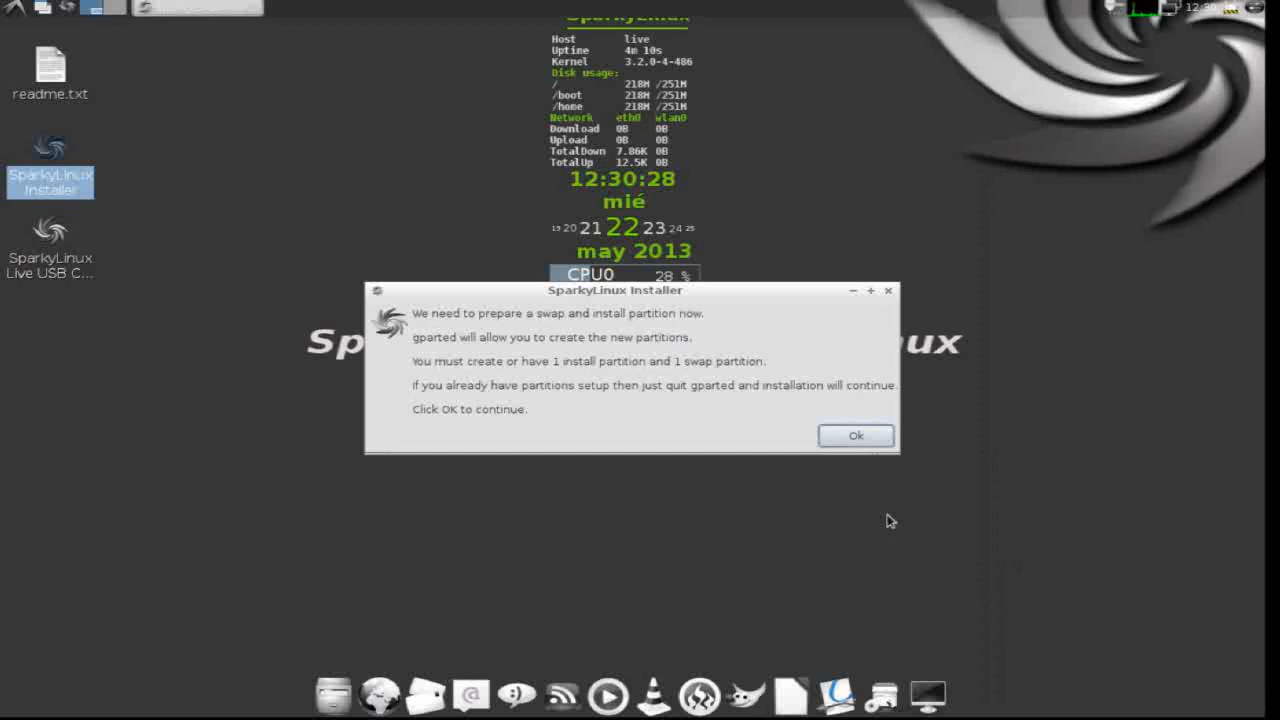 12:30
readme.txt
SparkyLinux
Installer
SparkyLinux
Live USB C...
SparkyLinux
Host live
Uptime 4m 10s
Kernel 3.2.0-4-486
Disk usage:
/ 218M /251M
/boot 218M /251M
/home 218M /251M
Network eth0 wlan0
Download 0B 0B
Upload 0B 0B
TotalDown 7.86K 0B
TotalUp 12.5K 0B
12:30:28
mié
19 20 21 22 23 24 25
may 2013
CPU0 28 %
SparkyLinux Installer
We need to prepare a swap and install partition now.
gparted will allow you to create the new partitions.
You must create or have 1 install partition and 1 swap partition.
If you already have partitions setup then just quit gparted and installation will continue.
Click OK to continue.
Ok
Sp
ux